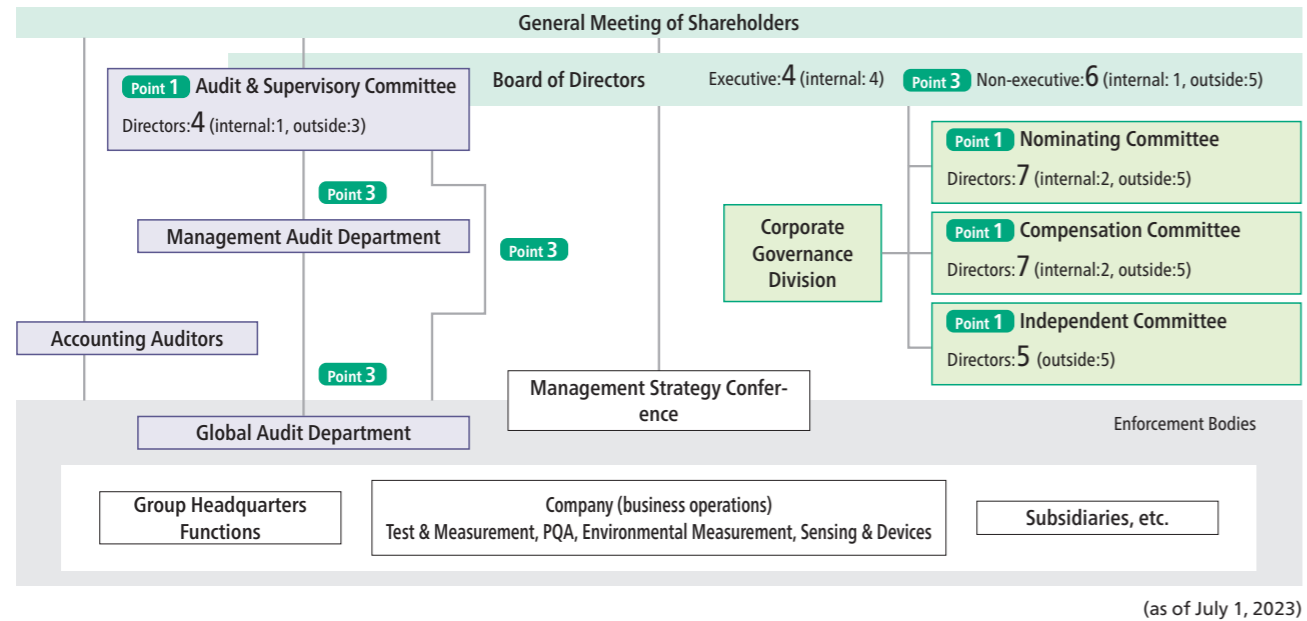 General Meeting of Shareholders
Board of Directors
Executive:4 (internal: 4)
Point 3 Non-executive:6 (internal: 1, outside:5)
Point 1 Audit & Supervisory Committee
Directors:4 (internal:1, outside:3)
Point 1 Nominating Committee
Directors:7 (internal:2, outside:5)
Point 3
Management Audit Department
Point 3
Corporate
Governance
Division
Point 1 Compensation Committee
Directors:7 (internal:2, outside:5)
Point 1 Independent Committee
Directors:5 (outside:5)
Accounting Auditors
Point 3
Management Strategy Confer-
ence
Global Audit Department
Enforcement Bodies
Group Headquarters
Functions
Company (business operations)
Test & Measurement, PQA, Environmental Measurement, Sensing & Devices
Subsidiaries, etc.
(as of July 1, 2023)